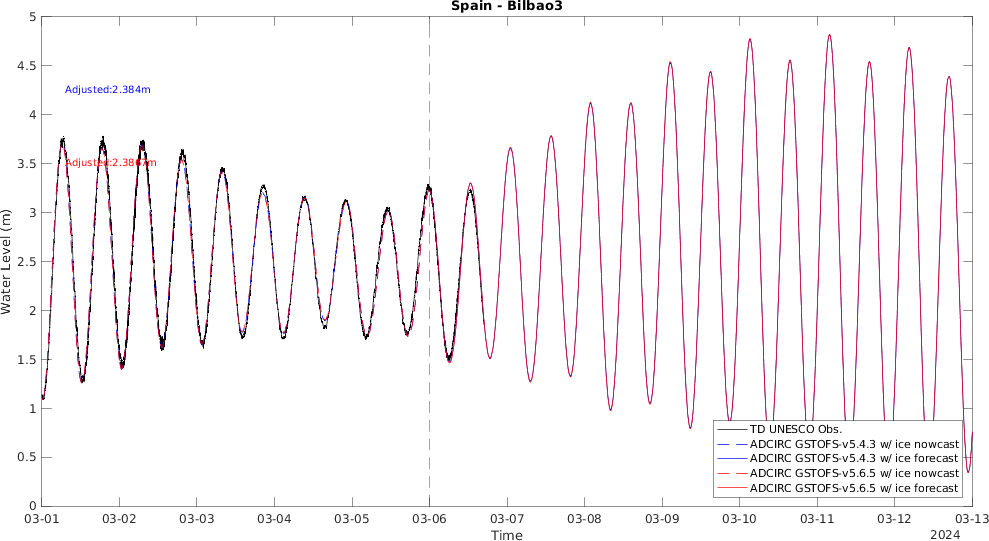 Spain - Bilbao3
5
4.5
4
3.5
3
2.5
2
1.5
1
0.5
0
Water Level (m)
Adjusted:2.384m
Adjusted:2.3867m
TD UNESCO Obs.
ADCIRC GSTOFS-v5.4.3 w/ ice nowcast
ADCIRC GSTOFS-v5.4.3 w/ ice forecast
ADCIRC GSTOFS-v5.6.5 w/ ice nowcast
ADCIRC GSTOFS-v5.6.5 w/ ice forecast
03-01 03-02 03-03 03-04 03-05 03-06 03-07 03-08 03-09 03-10 03-11 03-12 03-13
Time
2024